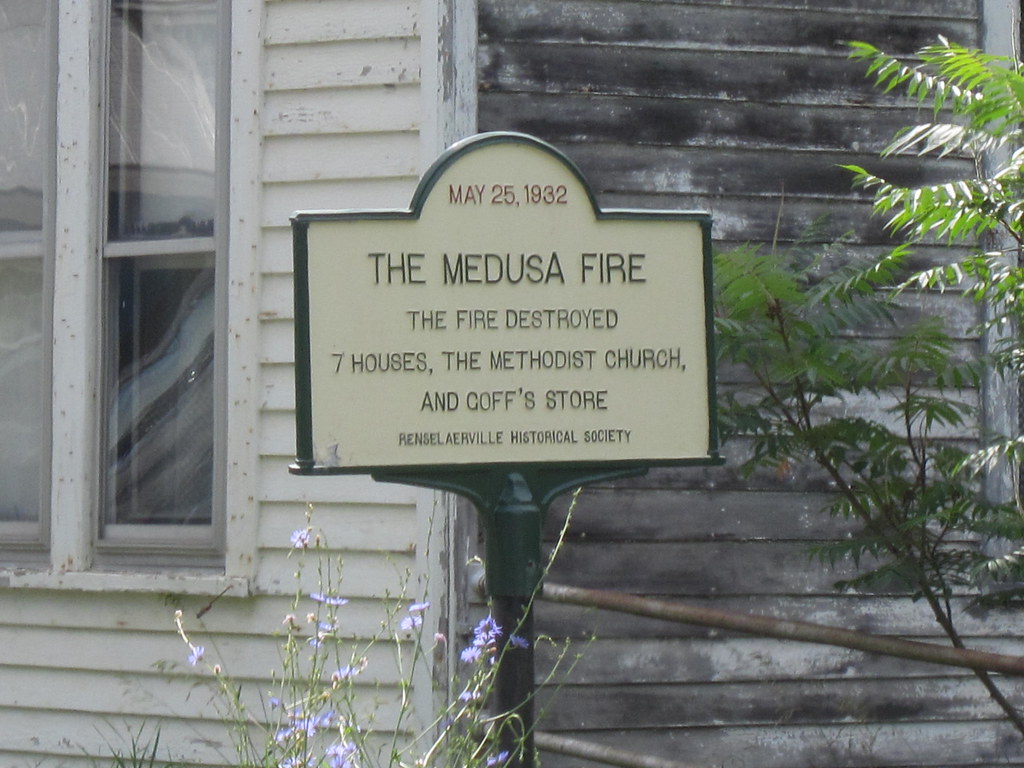 MAY 25, 1932
THE MEDUSA FIRE
THE FIRE DESTROYED
7 HOUSES, THE METHODIST CHURCH,
AND GOFF'S STORE
RENSELAERVILLE HISTORICAL SOCIETY